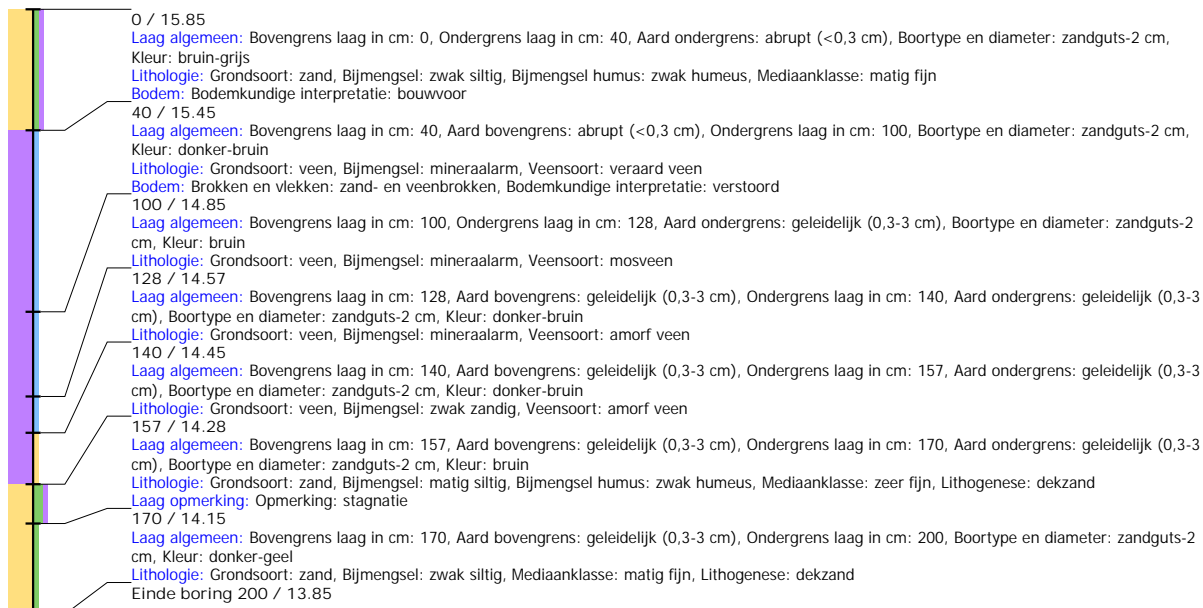 0 / 15.85
Laag algemeen: Bovengrens laag in cm: 0, Ondergrens laag in cm: 40, Aard ondergrens: abrupt (<0,3 cm), Boortype en diameter: zandguts-2 cm,
Kleur: bruin-grijs
Lithologie: Grondsoort: zand, Bijmengsel: zwak siltig, Bijmengsel humus: zwak humeus, Mediaanklasse: matig fijn
Bodem: Bodemkundige interpretatie: bouwvoor
40 / 15.45
Laag algemeen: Bovengrens laag in cm: 40, Aard bovengrens: abrupt (<0,3 cm), Ondergrens laag in cm: 100, Boortype en diameter: zandguts-2 cm,
Kleur: donker-bruin
Lithologie: Grondsoort: veen, Bijmengsel: mineraalarm, Veensoort: veraard veen
Bodem: Brokken en vlekken: zand- en veenbrokken, Bodemkundige interpretatie: verstoord
100 / 14.85
Laag algemeen: Bovengrens laag in cm: 100, Ondergrens laag in cm: 128, Aard ondergrens: geleidelijk (0,3-3 cm), Boortype en diameter: zandguts-2
cm, Kleur: bruin
Lithologie: Grondsoort: veen, Bijmengsel: mineraalarm, Veensoort: mosveen
128 / 14.57
Laag algemeen: Bovengrens laag in cm: 128, Aard bovengrens: geleidelijk (0,3-3 cm), Ondergrens laag in cm: 140, Aard ondergrens: geleidelijk (0,3-3
cm), Boortype en diameter: zandguts-2 cm, Kleur: donker-bruin
Lithologie: Grondsoort: veen, Bijmengsel: mineraalarm, Veensoort: amorf veen
140 / 14.45
Laag algemeen: Bovengrens laag in cm: 140, Aard bovengrens: geleidelijk (0,3-3 cm), Ondergrens laag in cm: 157, Aard ondergrens: geleidelijk (0,3-3
cm), Boortype en diameter: zandguts-2 cm, Kleur: donker-bruin
Lithologie: Grondsoort: veen, Bijmengsel: zwak zandig, Veensoort: amorf veen
157 / 14.28
Laag algemeen: Bovengrens laag in cm: 157, Aard bovengrens: geleidelijk (0,3-3 cm), Ondergrens laag in cm: 170, Aard ondergrens: geleidelijk (0,3-3
cm), Boortype en diameter: zandguts-2 cm, Kleur: bruin
Lithologie: Grondsoort: zand, Bijmengsel: matig siltig, Bijmengsel humus: zwak humeus, Mediaanklasse: zeer fijn, Lithogenese: dekzand
Laag opmerking: Opmerking: stagnatie
170 / 14.15
Laag algemeen: Bovengrens laag in cm: 170, Aard bovengrens: geleidelijk (0,3-3 cm), Ondergrens laag in cm: 200, Boortype en diameter: zandguts-2
cm, Kleur: donker-geel
Lithologie: Grondsoort: zand, Bijmengsel: zwak siltig, Mediaanklasse: matig fijn, Lithogenese: dekzand
Einde boring 200 / 13.85